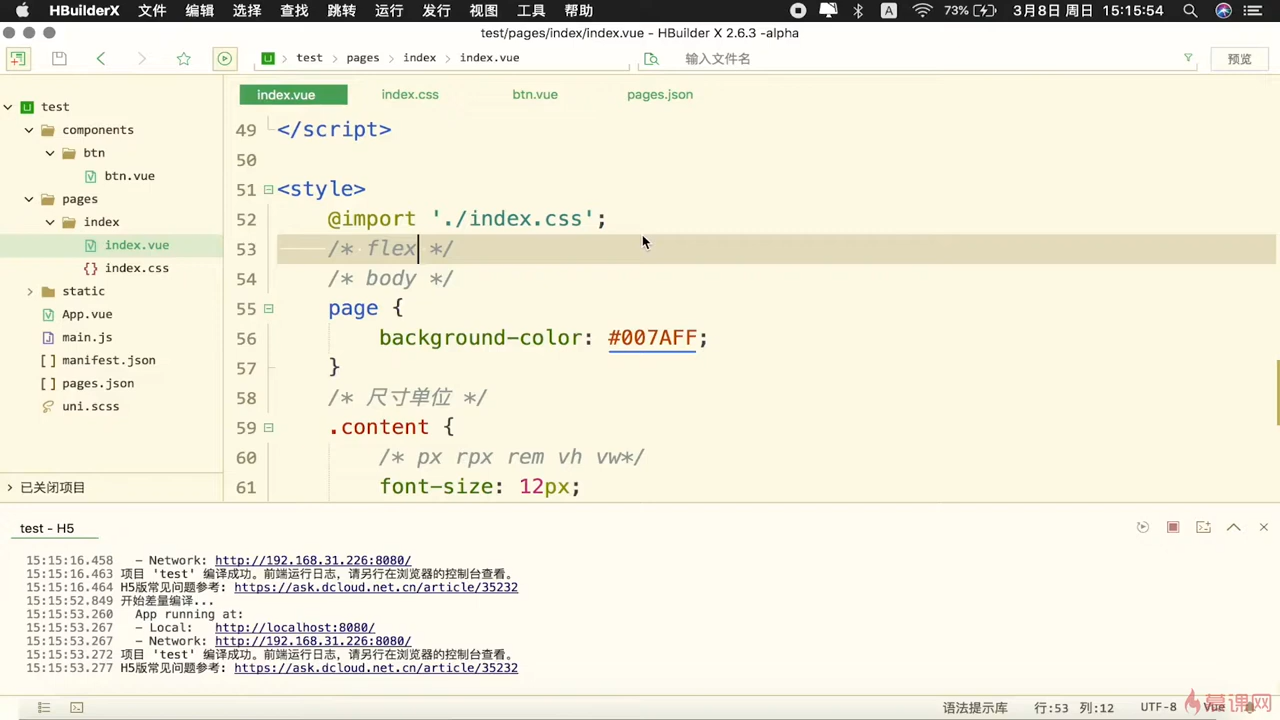 HBuilderX 文件 编辑 选择 查找 跳转 运行 发行 视图 工具 帮助 A 73% 3月8日 周日 15:15:54
test/pages/index/index.vue - HBuilder X 2.6.3 -alpha
test pages index index.vue 输入文件名 预览
index.vue index.css btn.vue pages.json
test
components
btn
btn.vue
pages
index
index.vue
index.css
static
App.vue
main.js
manifest.json
pages.json
uni.scss
已关闭项目
49 </script>
50
51 <style>
52 @import './index.css';
53 /* flex */
54 /* body */
55 page {
56 background-color: #007AFF;
57 }
58 /* 尺寸单位 */
59 .content {
60 /* px rpx rem vh vw*/
61 font-size: 12px;
test - H5
15:15:16.458 - Network: http://192.168.31.226:8080/
15:15:16.463 项目 'test' 编译成功。前端运行日志，请另行在浏览器的控制台查看。
15:15:16.464 H5版常见问题参考: https://ask.dcloud.net.cn/article/35232
15:15:52.849 开始差量编译...
15:15:53.260 App running at:
15:15:53.267 - Local: http://localhost:8080/
15:15:53.267 - Network: http://192.168.31.226:8080/
15:15:53.272 项目 'test' 编译成功。前端运行日志，请另行在浏览器的控制台查看。
15:15:53.277 H5版常见问题参考: https://ask.dcloud.net.cn/article/35232
语法提示库 行:53 列:12 UTF-8 Vue
慕课网